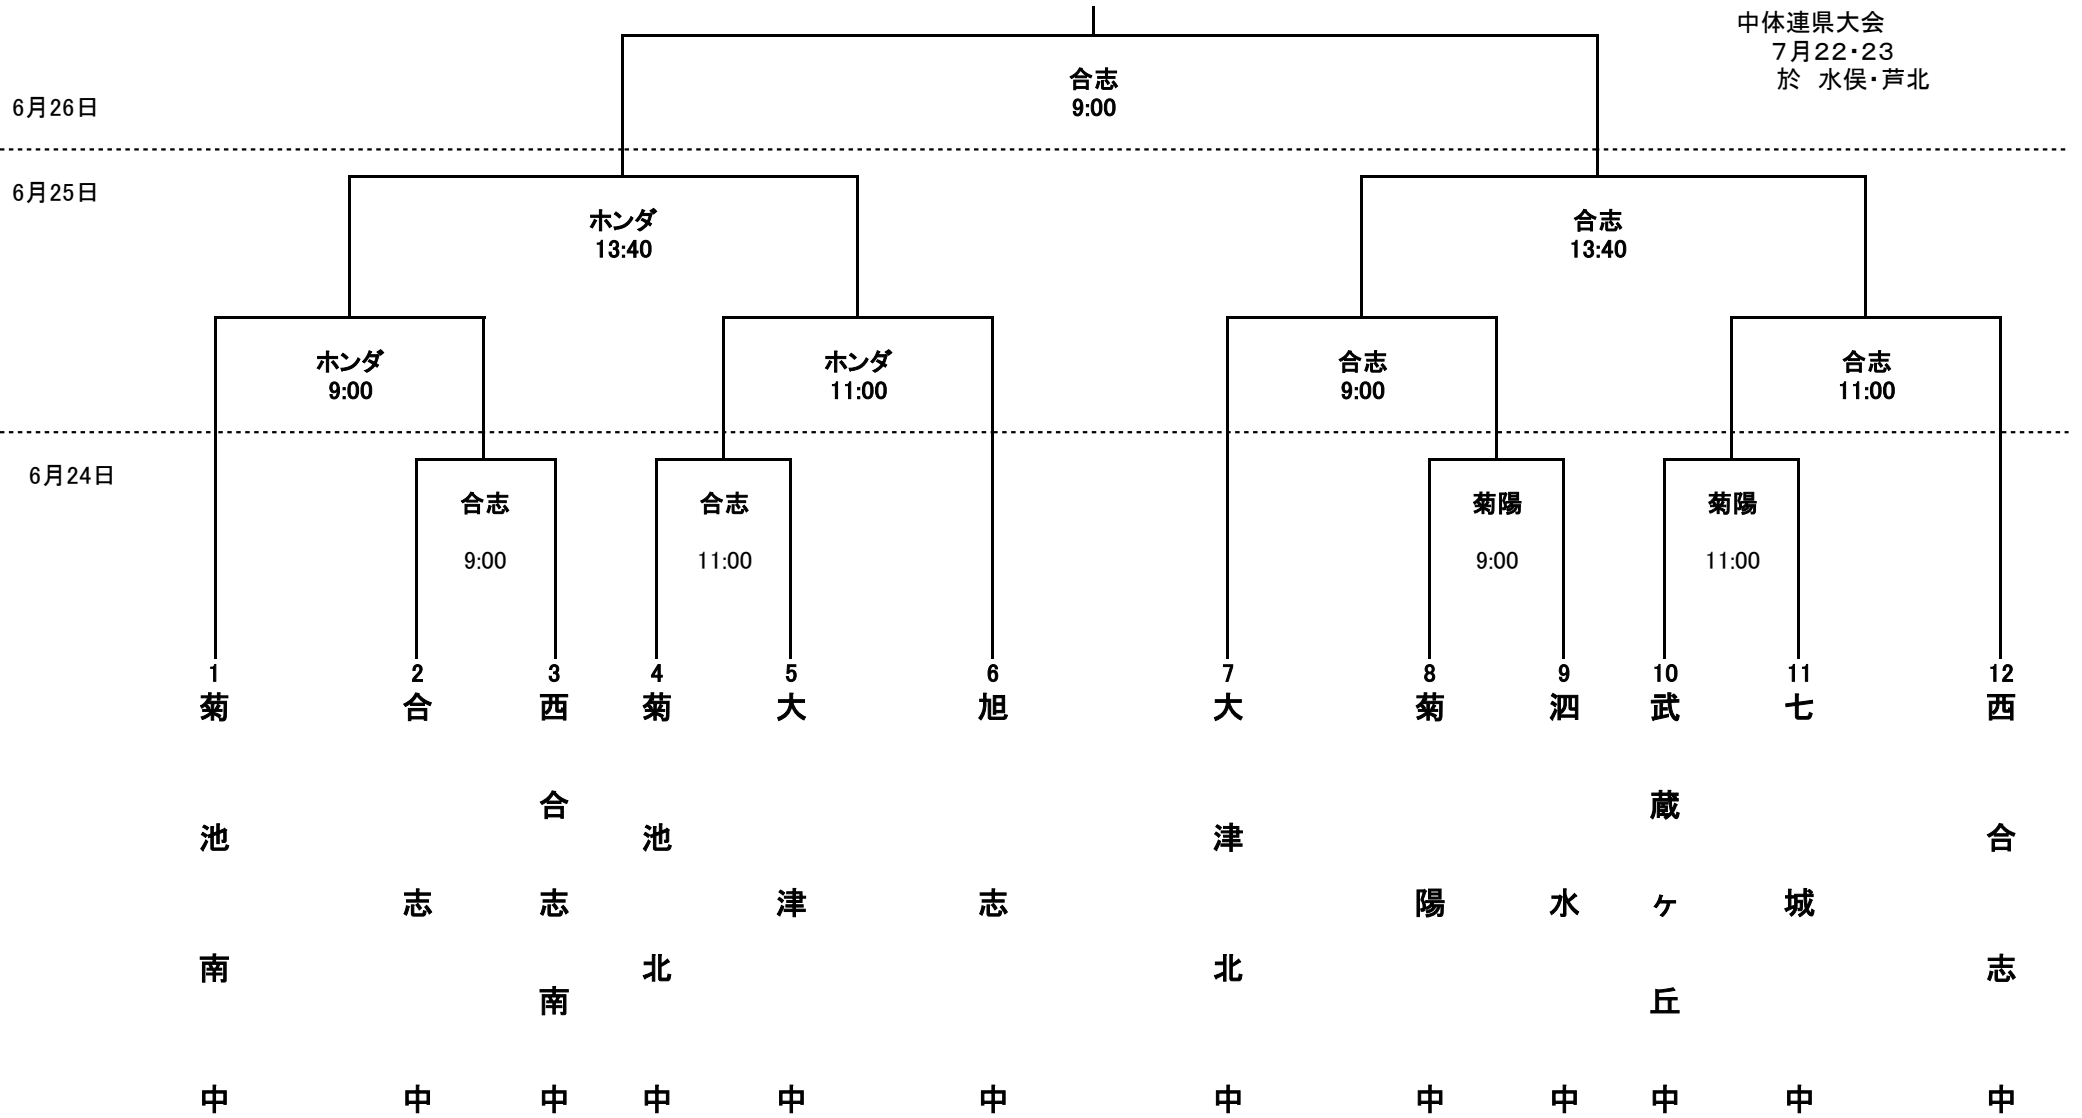 中体連県大会
7月22・23
於　水俣・芦北
合志
9:00
6月26日
6月25日
ホンダ
13:40
合志
13:40
ホンダ
9:00
ホンダ
11:00
合志
9:00
合志
11:00
6月24日
合志
9:00
合志
11:00
菊陽
9:00
菊陽
11:00
1
菊池南中
2
合志中
3
西合志南中
4
菊池北中
5
大津中
6
旭志中
7
大津北中
8
菊陽中
9
泗水中
10
武蔵ヶ丘中
11
七城中
12
西合志中